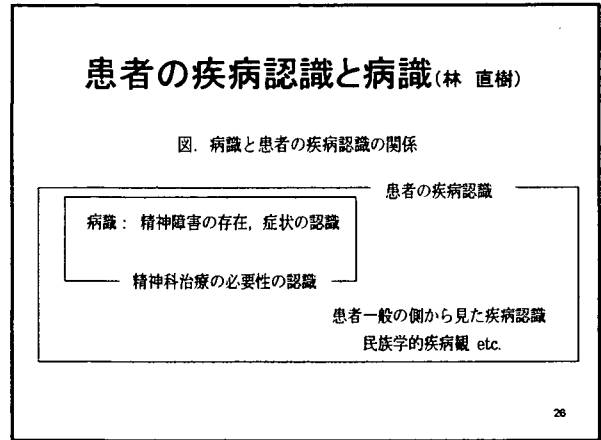 患者の疾病認識と病識(林 直樹)
図. 病識と患者の疾病認識の関係
患者の疾病認識
病識: 精神障害の存在, 症状の認識
精神科治療の必要性の認識
患者一般の側から見た疾病認識
民族学的疾病観 etc.
26